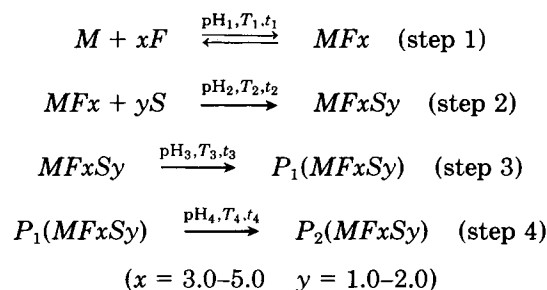 M + xF ⇌ MFx (step 1)
pH₁,T₁,t₁
MFx + yS → MFxSy (step 2)
pH₂,T₂,t₂
MFxSy → P₁(MFxSy) (step 3)
pH₃,T₃,t₃
P₁(MFxSy) → P₂(MFxSy) (step 4)
pH₄,T₄,t₄
(x = 3.0–5.0 y = 1.0–2.0)